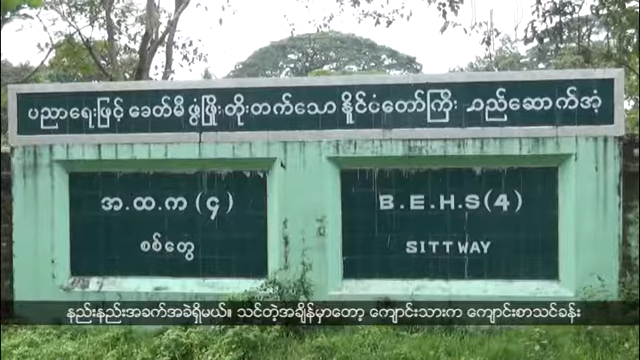 ပညာရေးဖြင့် ခေတ်မီ ဖွံ့ဖြိုးတိုးတက်သော နိုင်ငံတော်ကြီး တည်ဆောက်အံ့
အ.ထ.က (၄)
စစ်တွေ
B.E.H.S(4)
SITTWAY
နည်းနည်းအခက်အခဲရှိမယ်။ သင်တဲ့အချိန်မှာတော့ ကျောင်းသားက ကျောင်းစာသင်ခန်း